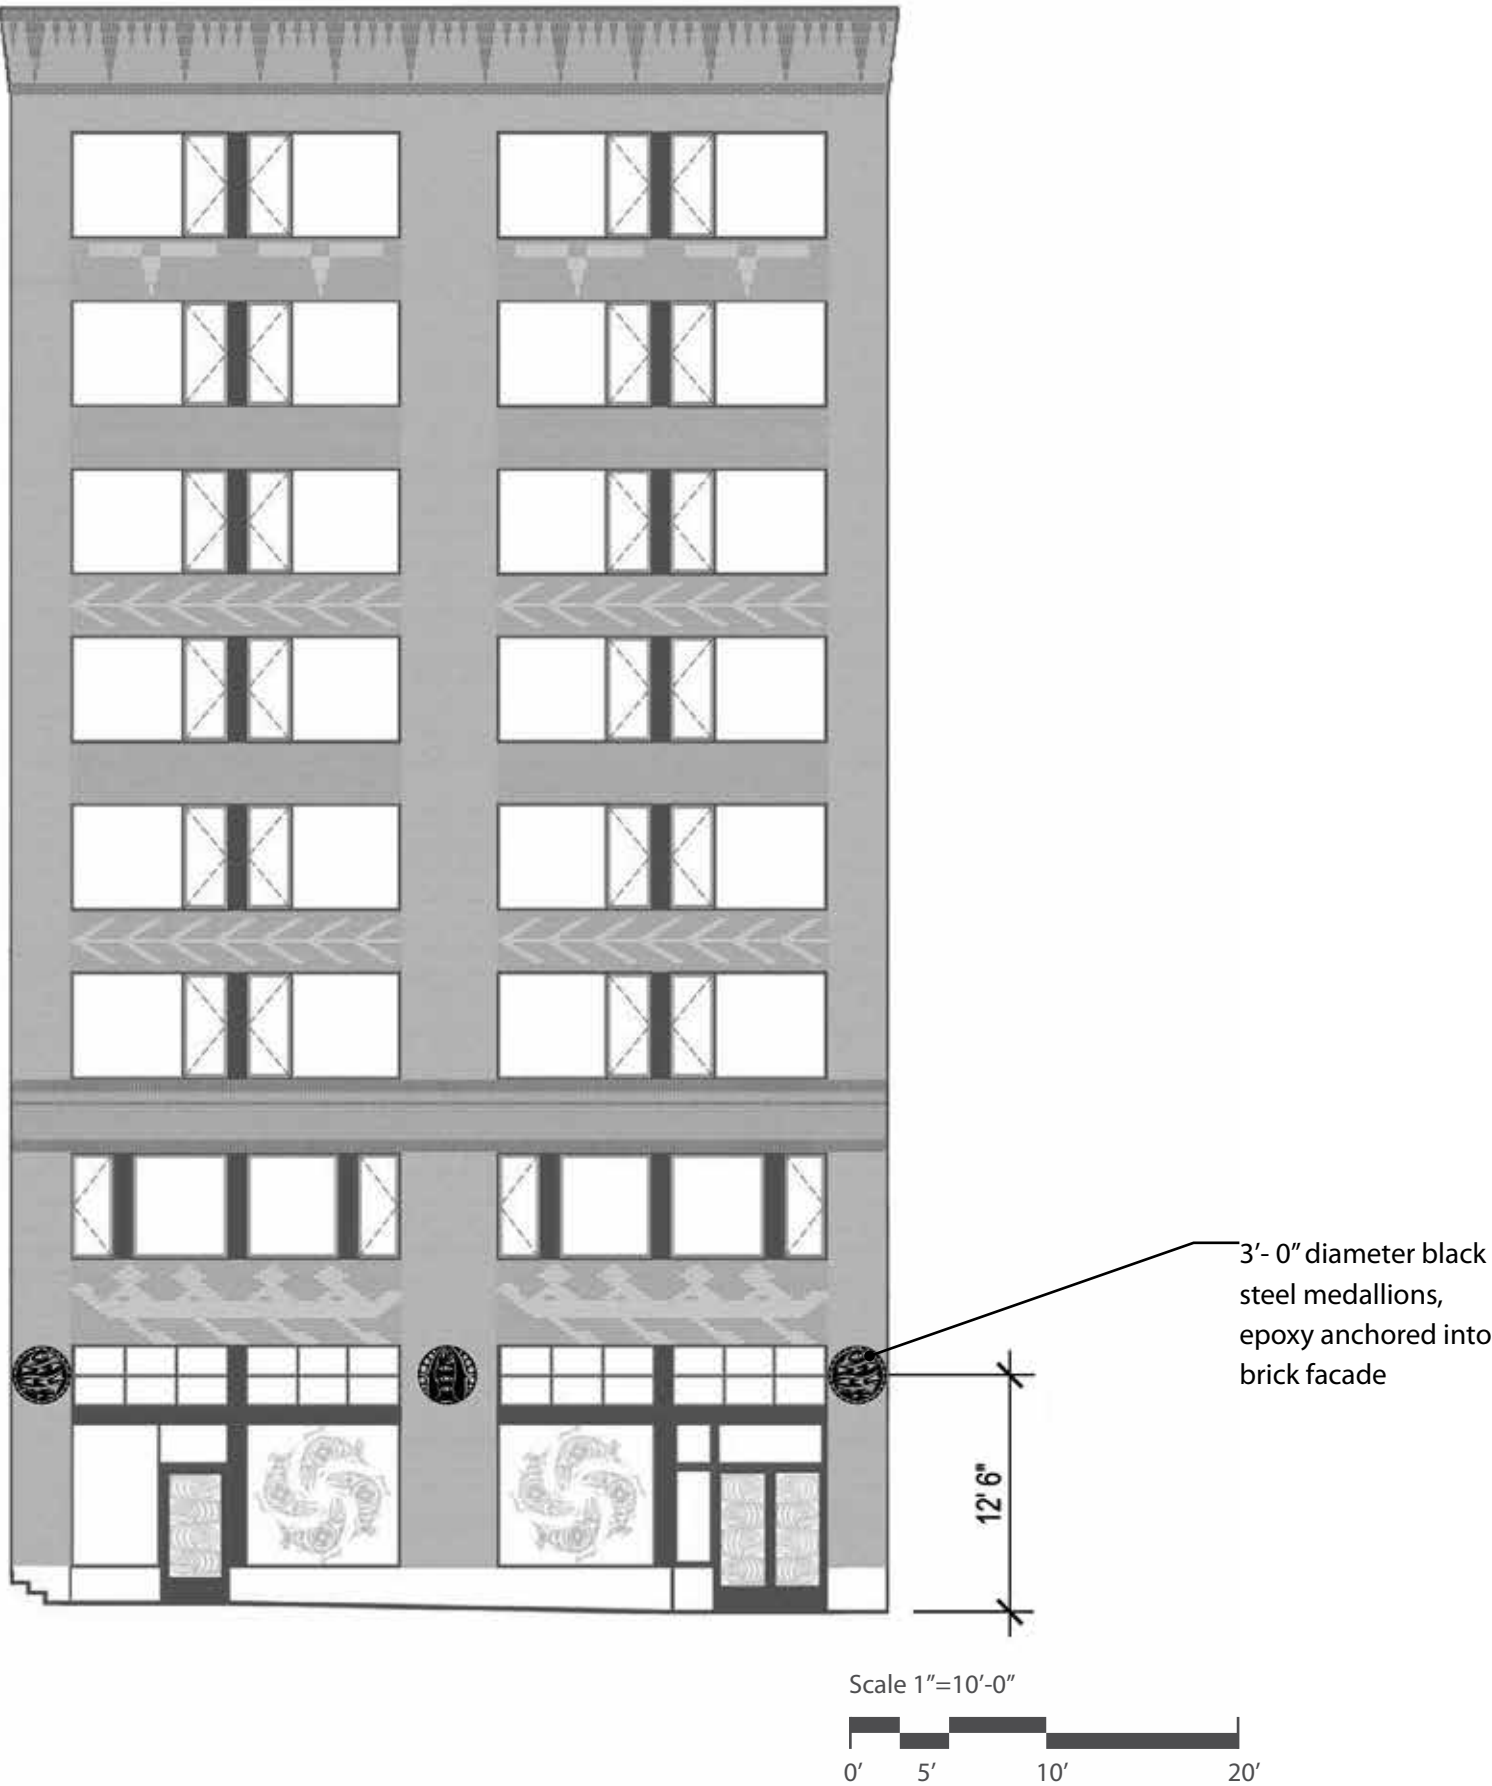 3’- 0” diameter black
steel medallions,
epoxy anchored into
brick facade
12' 6"
Scale 1”=10’-0”
0’ 5’ 10’ 20’